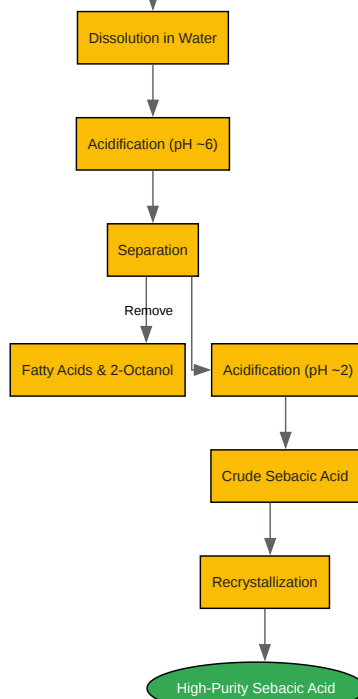 Dissolution in Water
Acidification (pH ~6)
Separation
Remove
Fatty Acids & 2-Octanol
Acidification (pH ~2)
Crude Sebacic Acid
Recrystallization
High-Purity Sebacic Acid